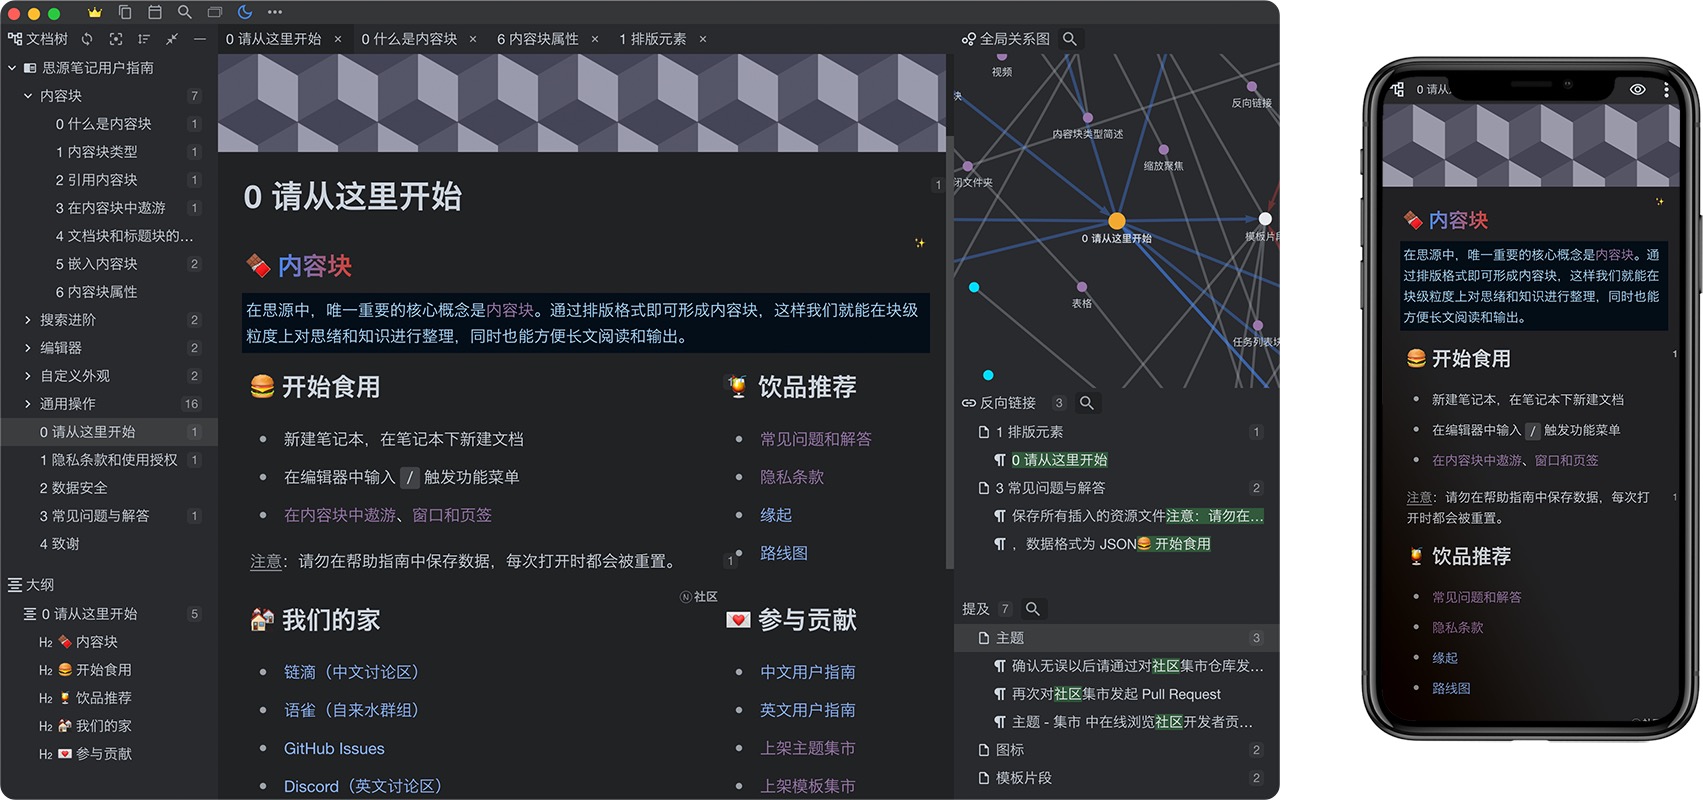 文档树
0 请从这里开始 ×
0 什么是内容块 ×
6 内容块属性 ×
1 排版元素 ×
思源笔记用户指南
内容块 7
0 什么是内容块 1
1 内容块类型 1
2 引用内容块 1
3 在内容块中遨游 1
4 文档块和标题块的...
5 嵌入内容块 2
6 内容块属性
搜索进阶 2
编辑器 2
自定义外观 2
通用操作 16
0 请从这里开始 1
1 隐私条款和使用授权 1
2 数据安全
3 常见问题与解答 1
4 致谢
大纲
0 请从这里开始 5
H2 🍫 内容块
H2 🍔 开始食用
H2 🍹 饮品推荐
H2 🏘 我们的家
H2 💌 参与贡献
0 请从这里开始
1
🍫 内容块
在思源中，唯一重要的核心概念是内容块。通过排版格式即可形成内容块，这样我们就能在块级
粒度上对思绪和知识进行整理，同时也能方便长文阅读和输出。
🍔 开始食用
• 新建笔记本，在笔记本下新建文档
• 在编辑器中输入 / 触发功能菜单
• 在内容块中遨游、窗口和页签
注意：请勿在帮助指南中保存数据，每次打开时都会被重置。
1
🍹 饮品推荐
• 常见问题和解答
• 隐私条款
• 缘起
• 路线图
N 社区
🏘 我们的家
• 链滴（中文讨论区）
• 语雀（自来水群组）
• GitHub Issues
• Discord（英文讨论区）
💌 参与贡献
• 中文用户指南
• 英文用户指南
• 上架主题集市
• 上架模板集市
全局关系图
视频
块
反向链接
内容块类型简述
缩放聚焦
闭文件夹
0 请从这里开始
模板片段
表格
任务列表块
反向链接 3
1 排版元素 1
0 请从这里开始
3 常见问题与解答 2
保存所有插入的资源文件注意：请勿在...
，数据格式为 JSON🍔 开始食用
提及 7
主题 3
确认无误以后请通过对社区集市仓库发...
再次对社区集市发起 Pull Request
主题 - 集市 中在线浏览社区开发者贡...
图标 2
模板片段 2
0 请从
🍫 内容块
在思源中，唯一重要的核心概念是内容块。通
过排版格式即可形成内容块，这样我们就能在
块级粒度上对思绪和知识进行整理，同时也能
方便长文阅读和输出。
🍔 开始食用
1
• 新建笔记本，在笔记本下新建文档
• 在编辑器中输入 / 触发功能菜单
• 在内容块中遨游、窗口和页签
注意：请勿在帮助指南中保存数据，每次打
开时都会被重置。
1
🍹 饮品推荐
• 常见问题和解答
• 隐私条款
• 缘起
• 路线图